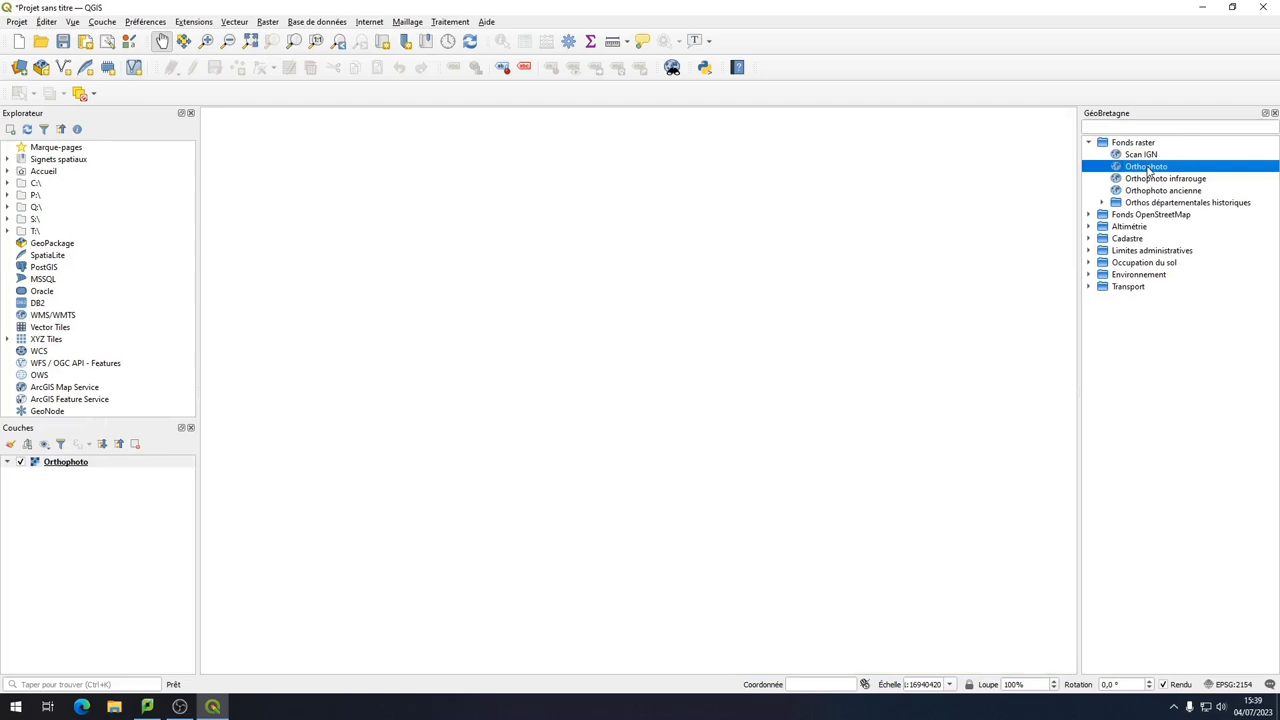 *Projet sans titre — QGIS
Projet Éditer Vue Couche Préférences Extensions Vecteur Raster Base de données Internet Maillage Traitement Aide
Explorateur
Marque-pages
Signets spatiaux
Accueil
C:\
P:\
Q:\
S:\
T:\
GeoPackage
SpatiaLite
PostGIS
MSSQL
Oracle
DB2
WMS/WMTS
Vector Tiles
XYZ Tiles
WCS
WFS / OGC API - Features
OWS
ArcGIS Map Service
ArcGIS Feature Service
GeoNode
Couches
Orthophoto
GéoBretagne
Fonds raster
Scan IGN
Orthophoto
Orthophoto infrarouge
Orthophoto ancienne
Orthos départementales historiques
Fonds OpenStreetMap
Altimétrie
Cadastre
Limites administratives
Occupation du sol
Environnement
Transport
Taper pour trouver (Ctrl+K) Prêt Coordonnée Échelle 1:16940420 Loupe 100% Rotation 0,0 ° Rendu EPSG:2154
15:39
04/07/2023